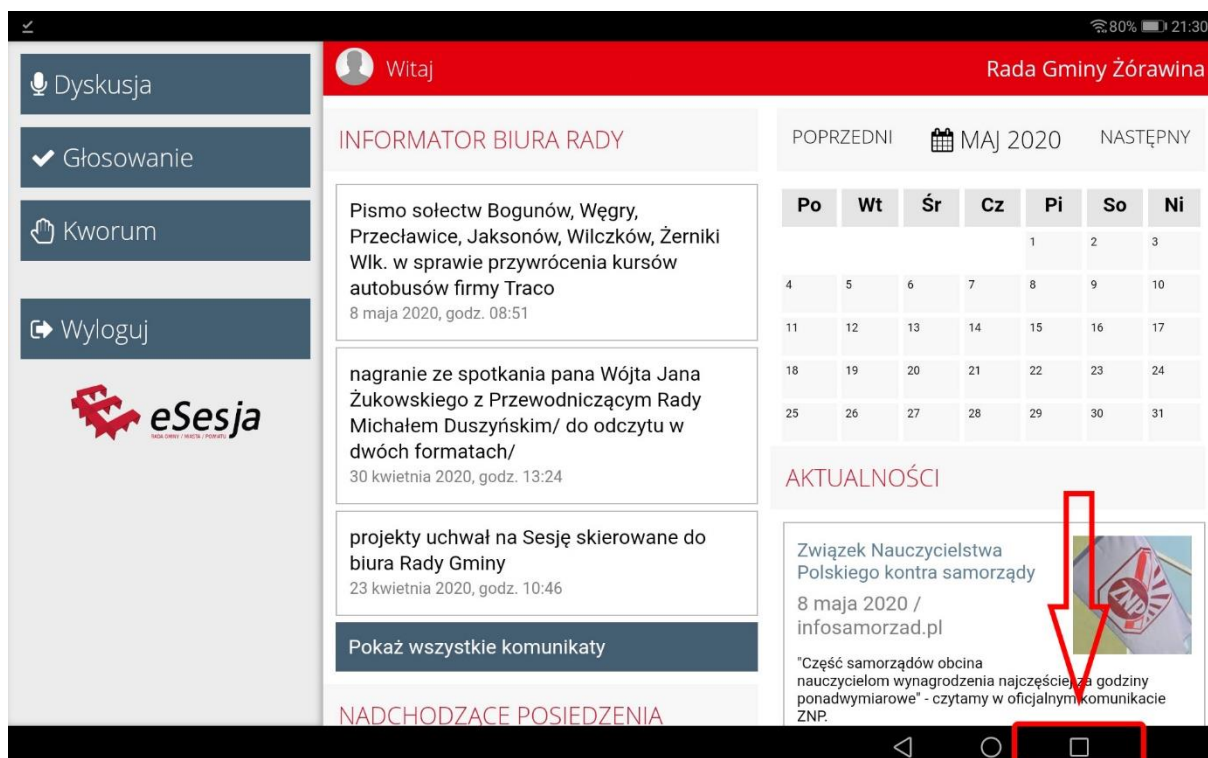 80% 21:30
Dyskusja
Głosowanie
Kworum
Wyloguj
eSesja
RADA GMINY / MIASTA / POWIATU
Witaj
Rada Gminy Żórawina
INFORMATOR BIURA RADY
Pismo sołectw Bogunów, Węgry,
Przecławice, Jaksonów, Wilczków, Żerniki
Wlk. w sprawie przywrócenia kursów
autobusów firmy Traco
8 maja 2020, godz. 08:51
nagranie ze spotkania pana Wójta Jana
Żukowskiego z Przewodniczącym Rady
Michałem Duszyńskim/ do odczytu w
dwóch formatach/
30 kwietnia 2020, godz. 13:24
projekty uchwał na Sesję skierowane do
biura Rady Gminy
23 kwietnia 2020, godz. 10:46
Pokaż wszystkie komunikaty
NADCHODZĄCE POSIEDZENIA
POPRZEDNI MAJ 2020 NASTĘPNY
Po Wt Śr Cz Pi So Ni
1 2 3
4 5 6 7 8 9 10
11 12 13 14 15 16 17
18 19 20 21 22 23 24
25 26 27 28 29 30 31
AKTUALNOŚCI
Związek Nauczycielstwa
Polskiego kontra samorządy
8 maja 2020 /
infosamorzad.pl
ZNP
"Część samorządów obcina
nauczycielom wynagrodzenia najczęściej za godziny
ponadwymiarowe" - czytamy w oficjalnym komunikacie
ZNP.